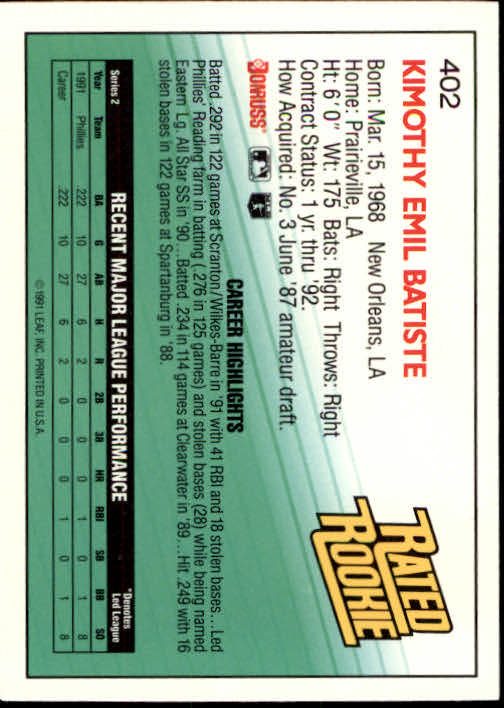 402
KIMOTHY EMIL BATISTE
RATED
ROOKIE
Born: Mar. 15, 1968 New Orleans, LA
Home: Prairieville, LA
Ht: 6' 0" Wt: 175 Bats: Right Throws: Right
Contract Status: 1 yr. thru '92.
How Acquired: No. 3 June '87 amateur draft.
DONRUSS
CAREER HIGHLIGHTS
Batted .292 in 122 games at Scranton/Wilkes-Barre in '91 with 41 RBI and 18 stolen bases...Led
Phillies' Reading farm in batting (.276 in 125 games) and stolen bases (28) while being named
Eastern Lg. All Star SS in '90...Batted .234 in 114 games at Clearwater in '89...Hit .249 with 16
stolen bases in 122 games at Spartanburg in '88.
Series 2 RECENT MAJOR LEAGUE PERFORMANCE *Denotes Led League
Year Team BA G AB H R 2B 3B HR RBI SB BB SO
1991 Phillies .222 10 27 6 2 0 0 0 1 0 1 8
Career .222 10 27 6 2 0 0 0 1 0 1 8
©1991 LEAF, INC. PRINTED IN U.S.A.